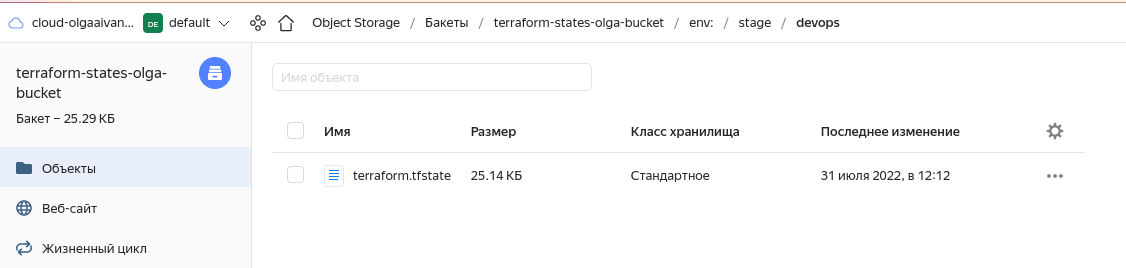 cloud-olgaaivan... DE default Object Storage / Бакеты / terraform-states-olga-bucket / env: / stage / devops
terraform-states-olga-
bucket
Бакет – 25.29 КБ
Объекты
Веб-сайт
Жизненный цикл
Имя объекта
Имя Размер Класс хранилища Последнее изменение
terraform.tfstate 25.14 КБ Стандартное 31 июля 2022, в 12:12